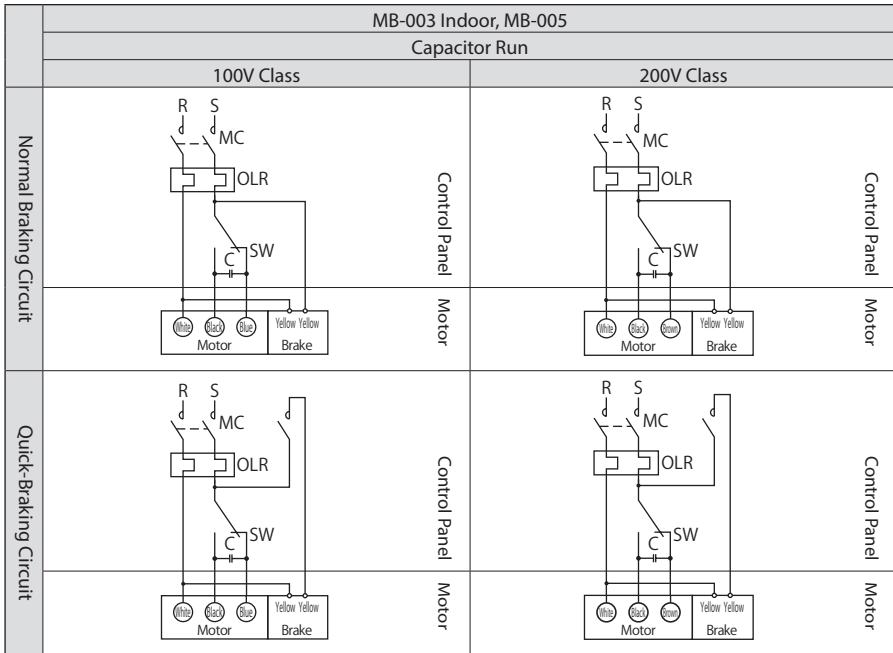 MB-003 Indoor, MB-005
Capacitor Run
100V Class
200V Class
Normal Braking Circuit
R S
MC
OLR
SW
C
White Black Blue
Motor
Yellow Yellow
Brake
Control Panel
Motor
R S
MC
OLR
SW
C
White Black Brown
Motor
Yellow Yellow
Brake
Control Panel
Motor
Quick-Braking Circuit
R S
MC
OLR
SW
C
White Black Blue
Motor
Yellow Yellow
Brake
Control Panel
Motor
R S
MC
OLR
SW
C
White Black Brown
Motor
Yellow Yellow
Brake
Control Panel
Motor